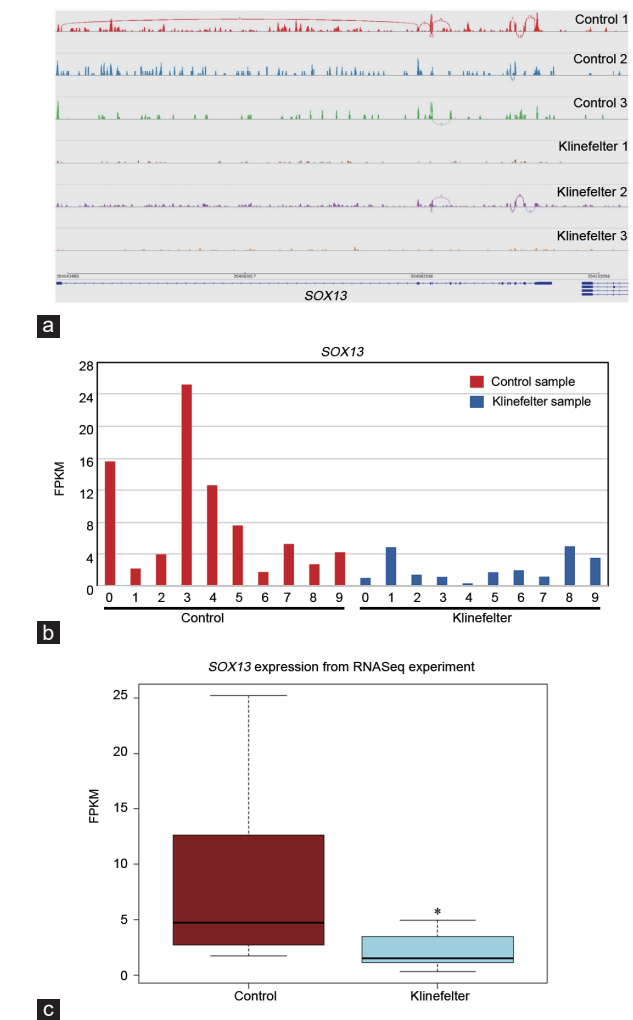 Control 1
Control 2
Control 3
Klinefelter 1
Klinefelter 2
Klinefelter 3
SOX13
a
SOX13
28
24
20
16
12
8
4
0
FPKM
Control sample
Klinefelter sample
0 1 2 3 4 5 6 7 8 9 0 1 2 3 4 5 6 7 8 9
Control Klinefelter
b
SOX13 expression from RNASeq experiment
25
20
15
10
5
0
FPKM
*
Control Klinefelter
c